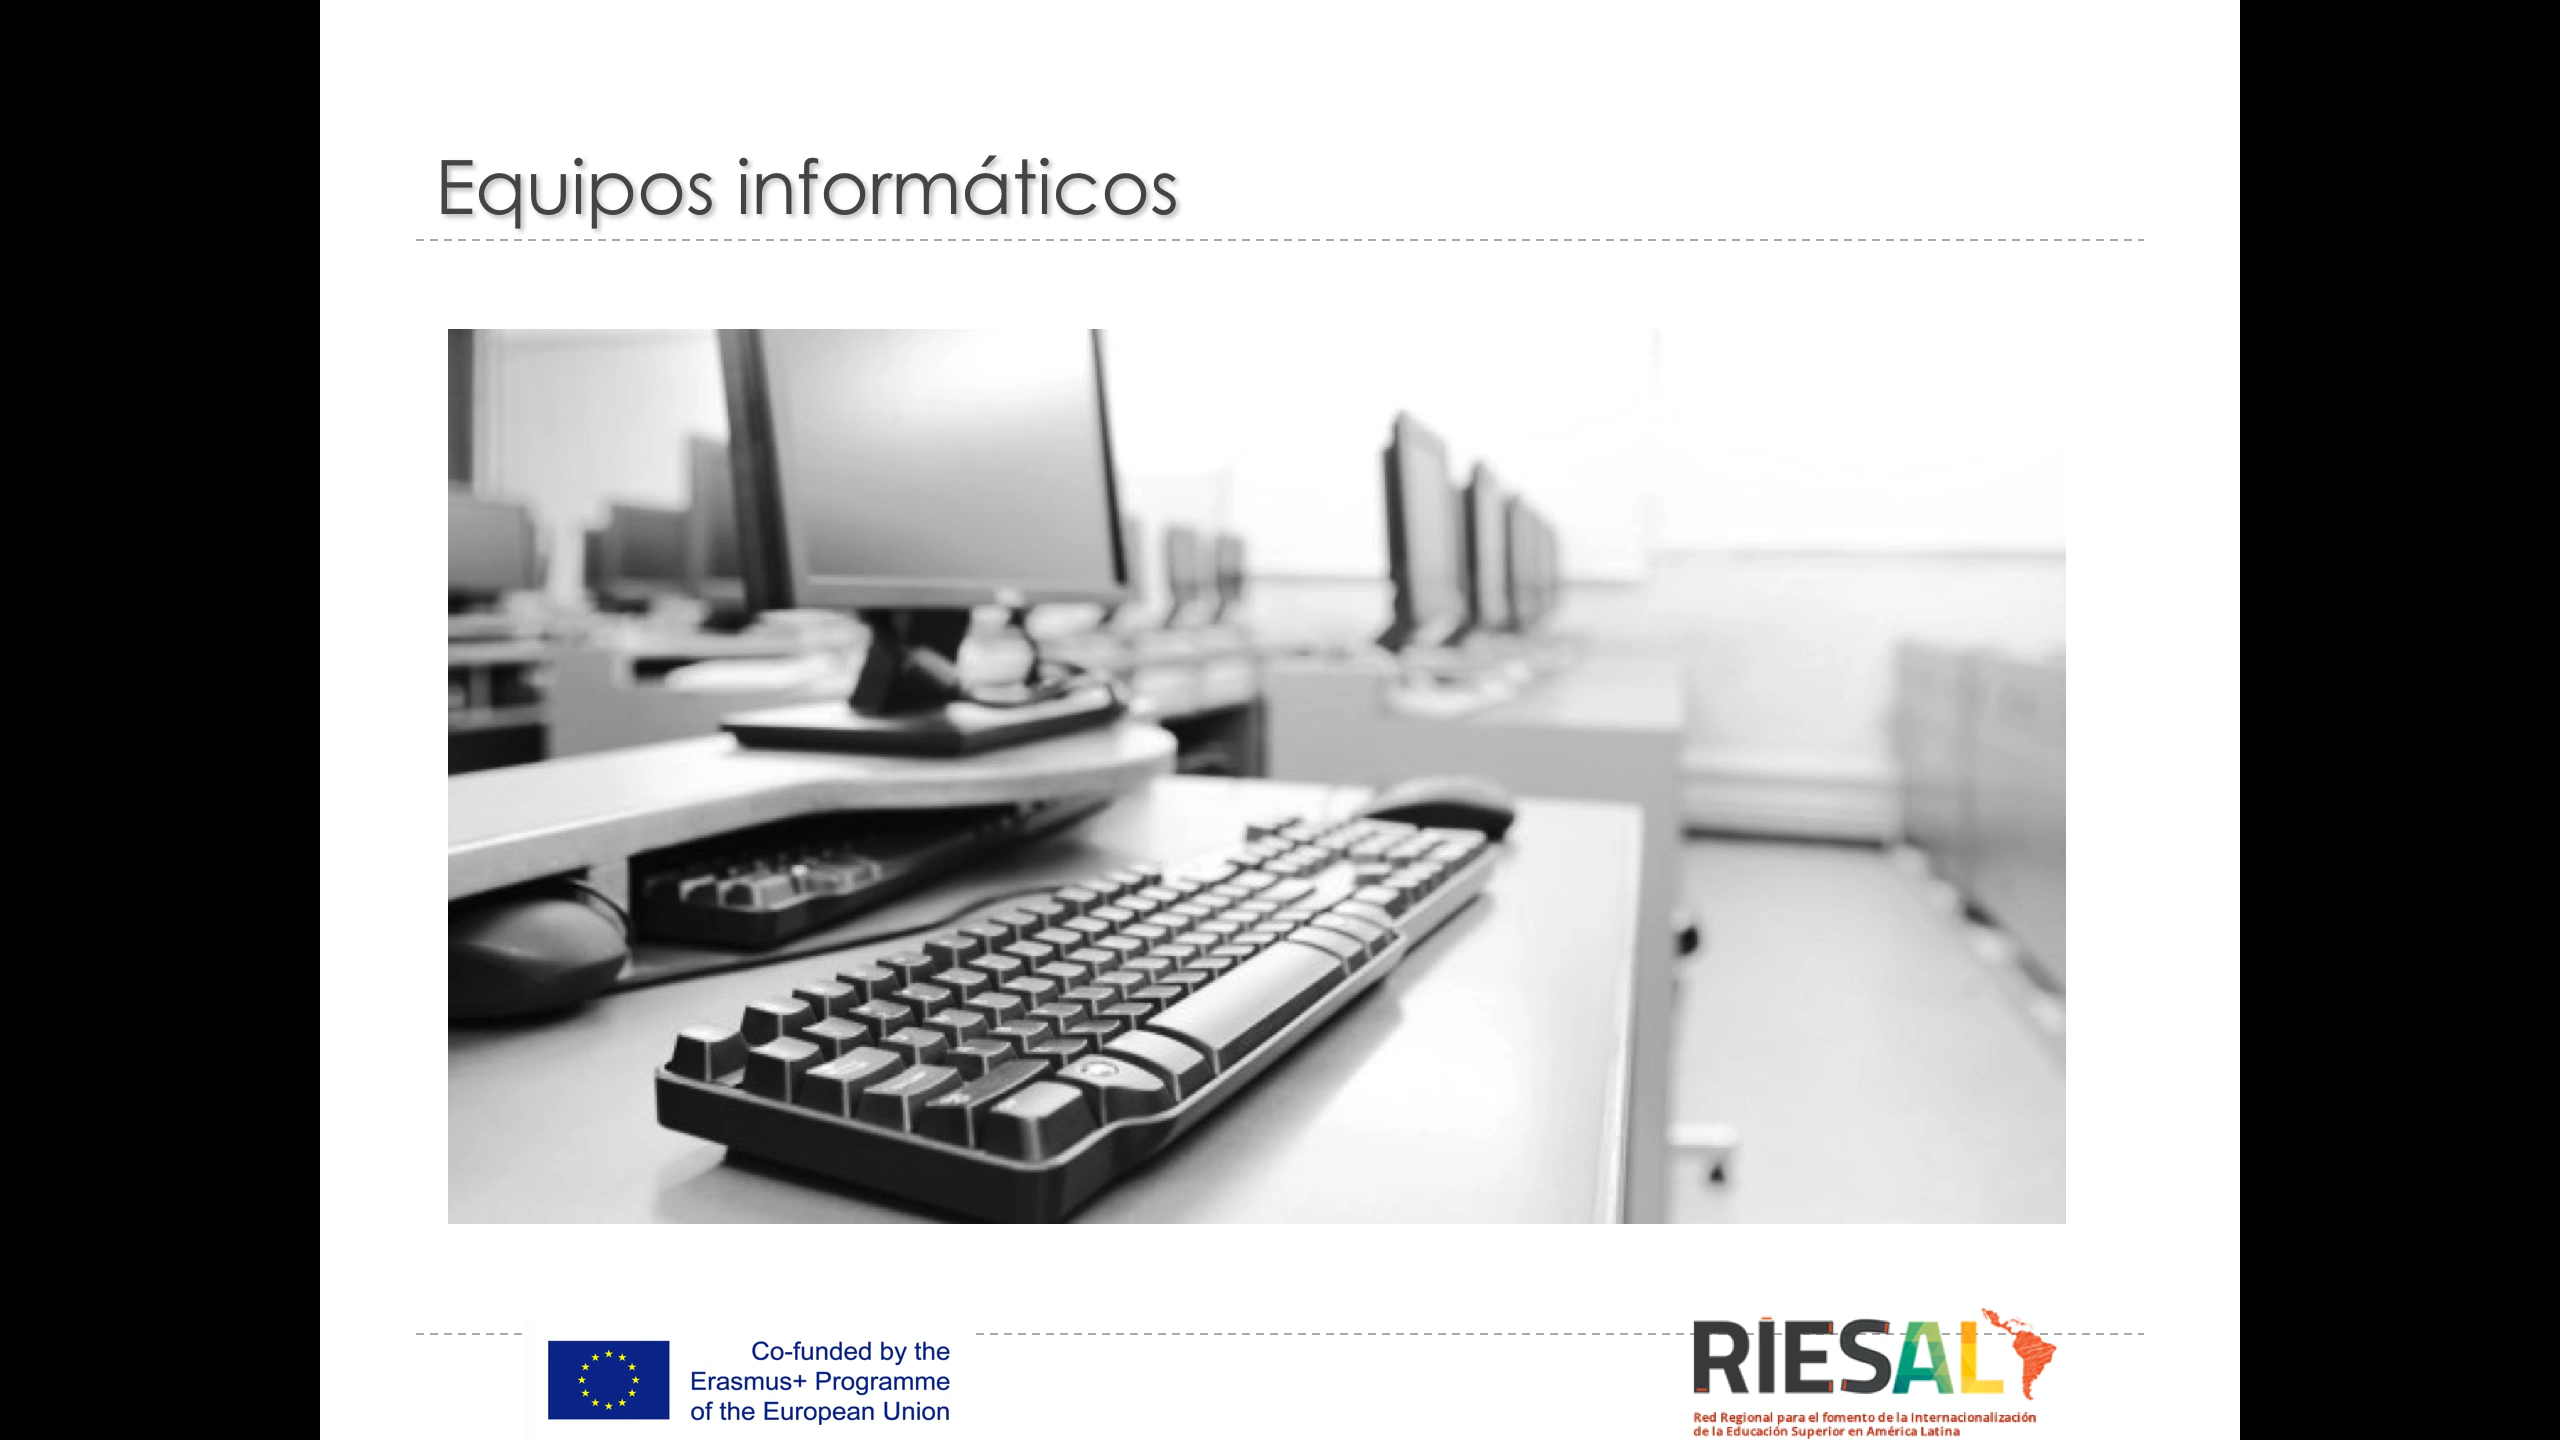 Equipos informáticos
Co-funded by the
Erasmus+ Programme
of the European Union
RIESAL
Red Regional para el fomento de la Internacionalización
de la Educación Superior en América Latina